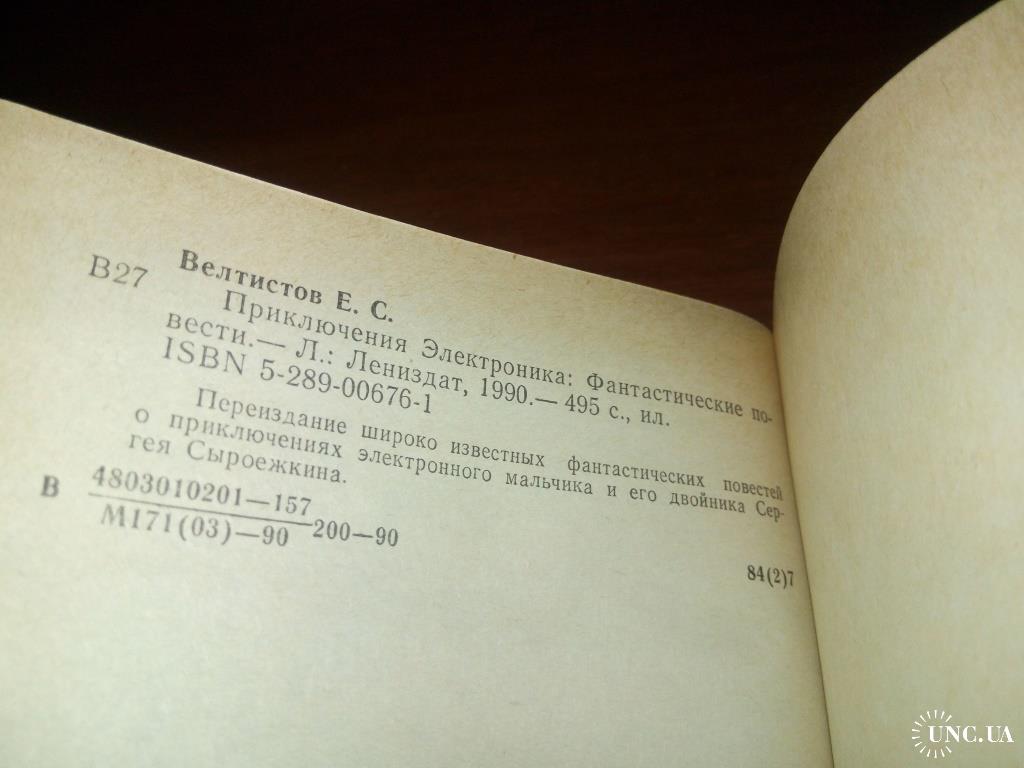 Велтистов Е. С.
В27 Приключения Электроника: Фантастические по-
вести.— Л.: Лениздат, 1990.— 495 с., ил.
ISBN 5-289-00676-1
Переиздание широко известных фантастических повестей
о приключениях электронного мальчика и его двойника Сер-
гея Сыроежкина.
В 4803010201—157
М171(03)—90 200—90
84(2)7
UNC.UA